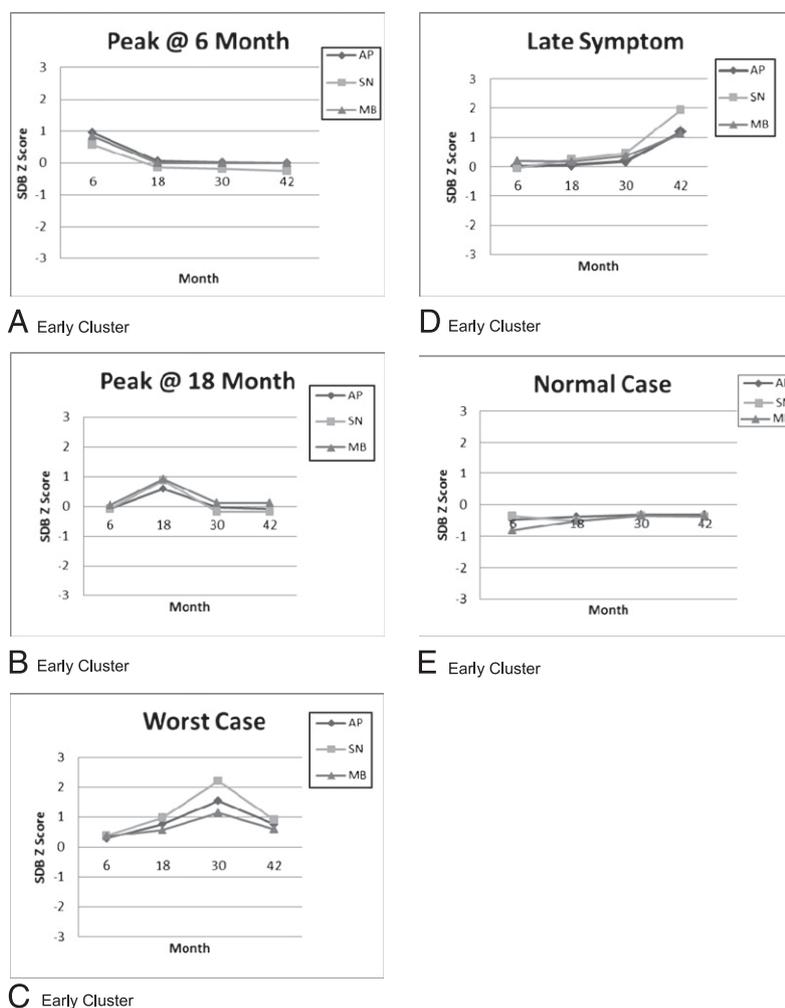 Peak @ 6 Month
AP
SN
MB
SDB Z Score
3
2
1
0
-1
-2
-3
6 18 30 42
Month
A Early Cluster
Late Symptom
AP
SN
MB
SDB Z Score
3
2
1
0
-1
-2
-3
6 18 30 42
Month
D Early Cluster
Peak @ 18 Month
AP
SN
MB
SDB Z Score
3
2
1
0
-1
-2
-3
6 18 30 42
Month
B Early Cluster
Normal Case
SDB Z Score
3
2
1
0
-1
-2
-3
6 18 30 42
Month
E Early Cluster
Worst Case
AP
SN
MB
SDB Z Score
3
2
1
0
-1
-2
-3
6 18 30 42
Month
C Early Cluster